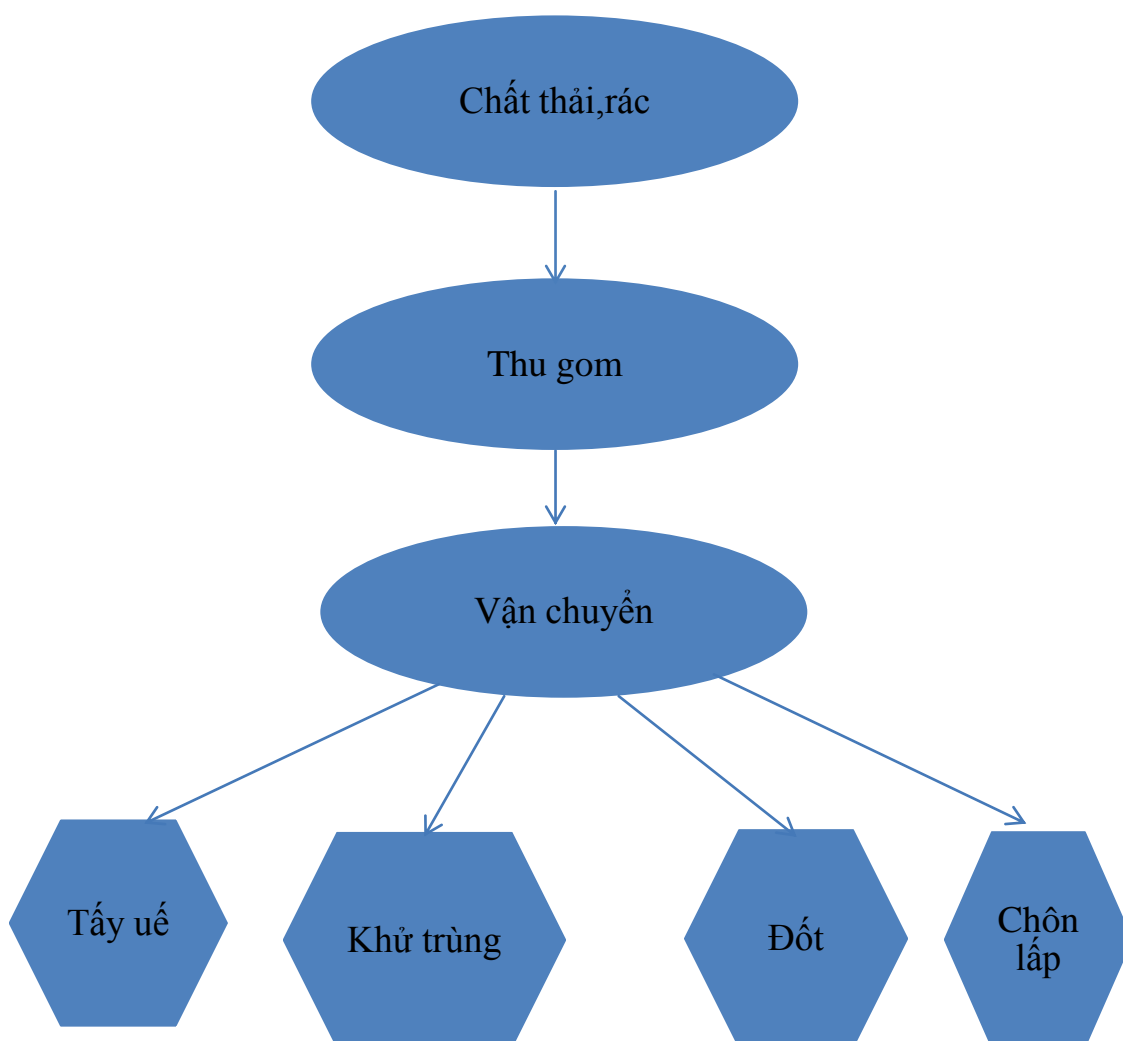 Chất thải,rác
Thu gom
Vận chuyển
Tẩy uế
Khử trùng
Đốt
Chôn
lấp